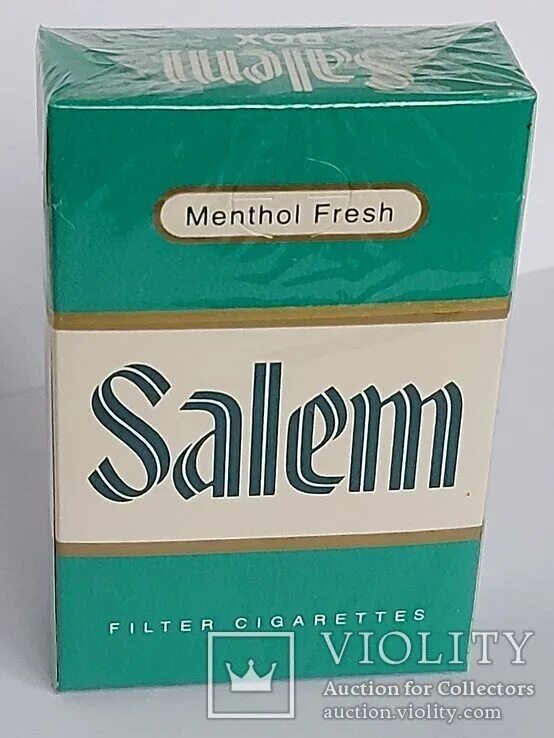 Salem
BOX
Menthol Fresh
Salem
FILTER CIGARETTES
VIOLITY
Auction for Collectors
auction.violity.com